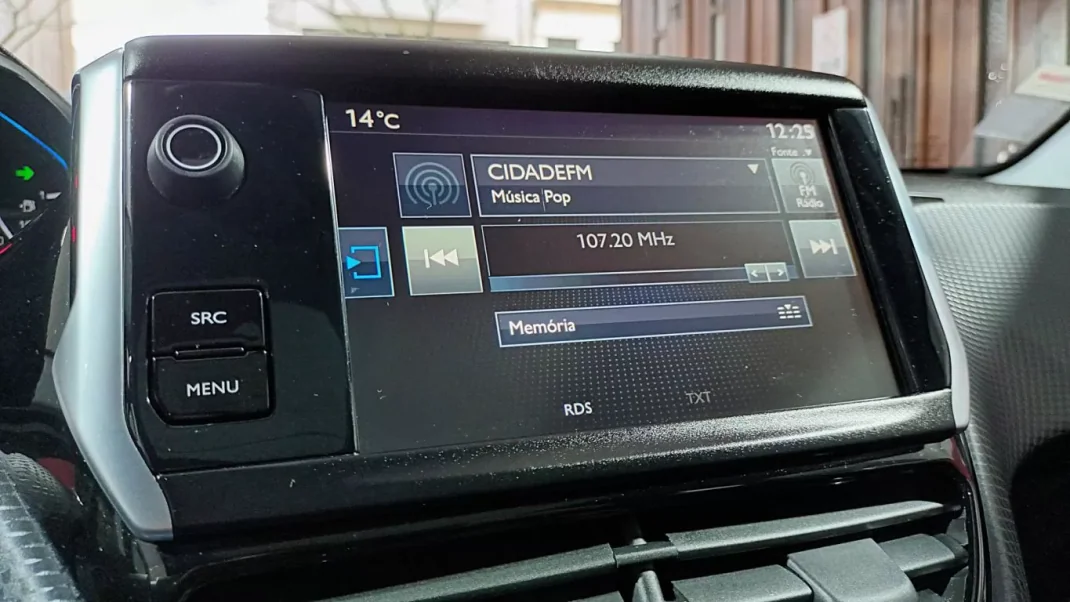 14°C
12:25
Fonte
CIDADEFM
Música Pop
FM
Rádio
107.20 MHz
SRC
Memória
MENU
RDS
TXT